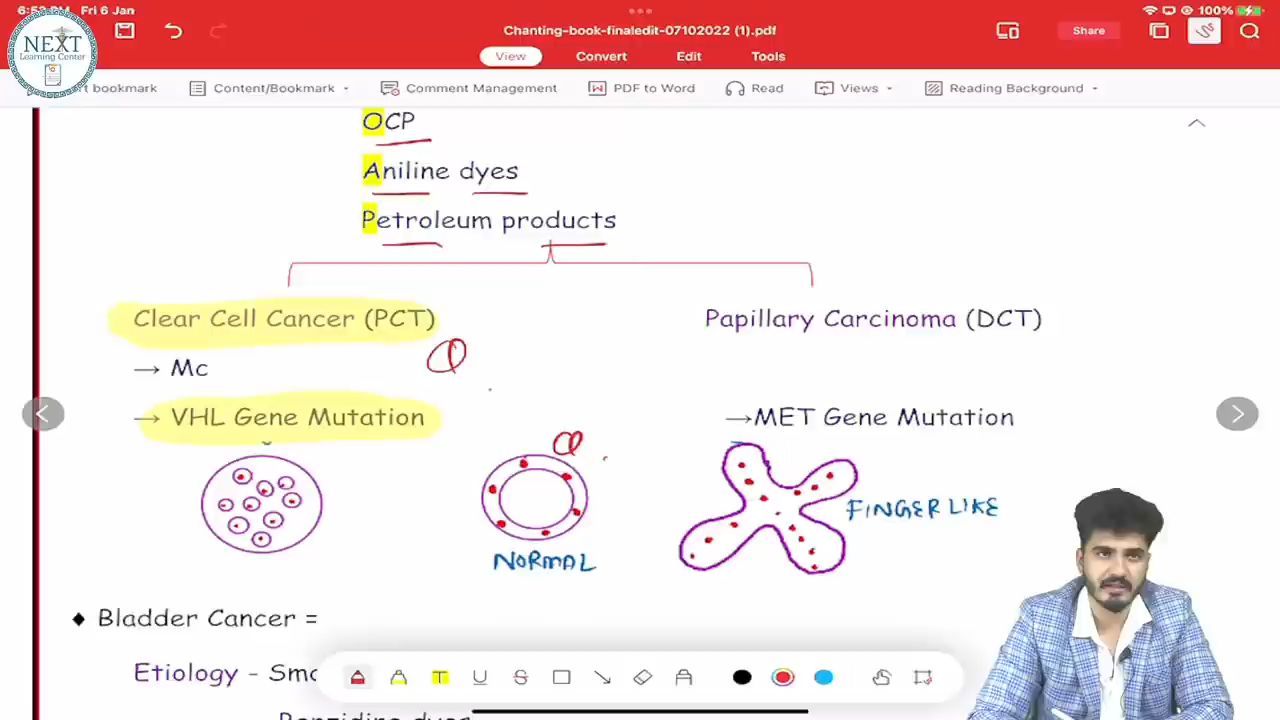 6:53 PM Fri 6 Jan
100%
NEXT
Learning Center
Chanting-book-finaledit-07102022 (1).pdf
Share
View Convert Edit Tools
bookmark Content/Bookmark Comment Management PDF to Word Read Views Reading Background
OCP
Aniline dyes
Petroleum products
Clear Cell Cancer (PCT) Papillary Carcinoma (DCT)
→ Mc
→ VHL Gene Mutation →MET Gene Mutation
FINGER LIKE
NORMAL
◆ Bladder Cancer =
Etiology - Smo
Benzidine dyes
T U S A